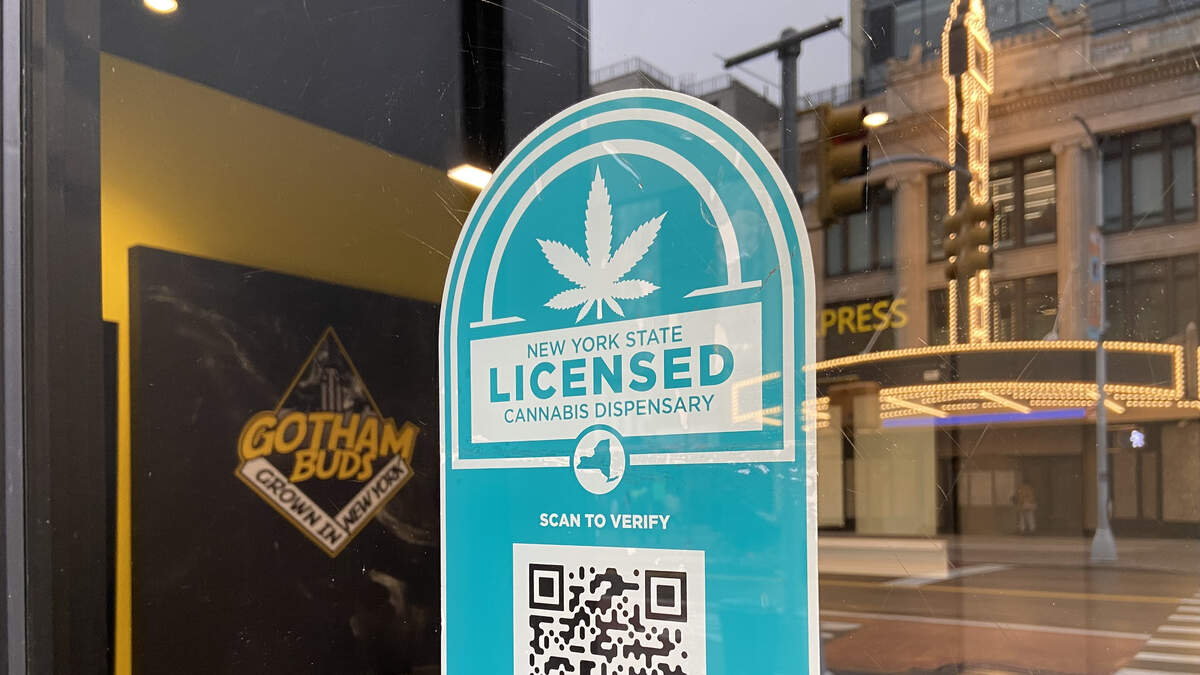 NEW YORK STATE
LICENSED
CANNABIS DISPENSARY
SCAN TO VERIFY
GOTHAM
BUDS
GROWN IN
NEW YORK
PRESS